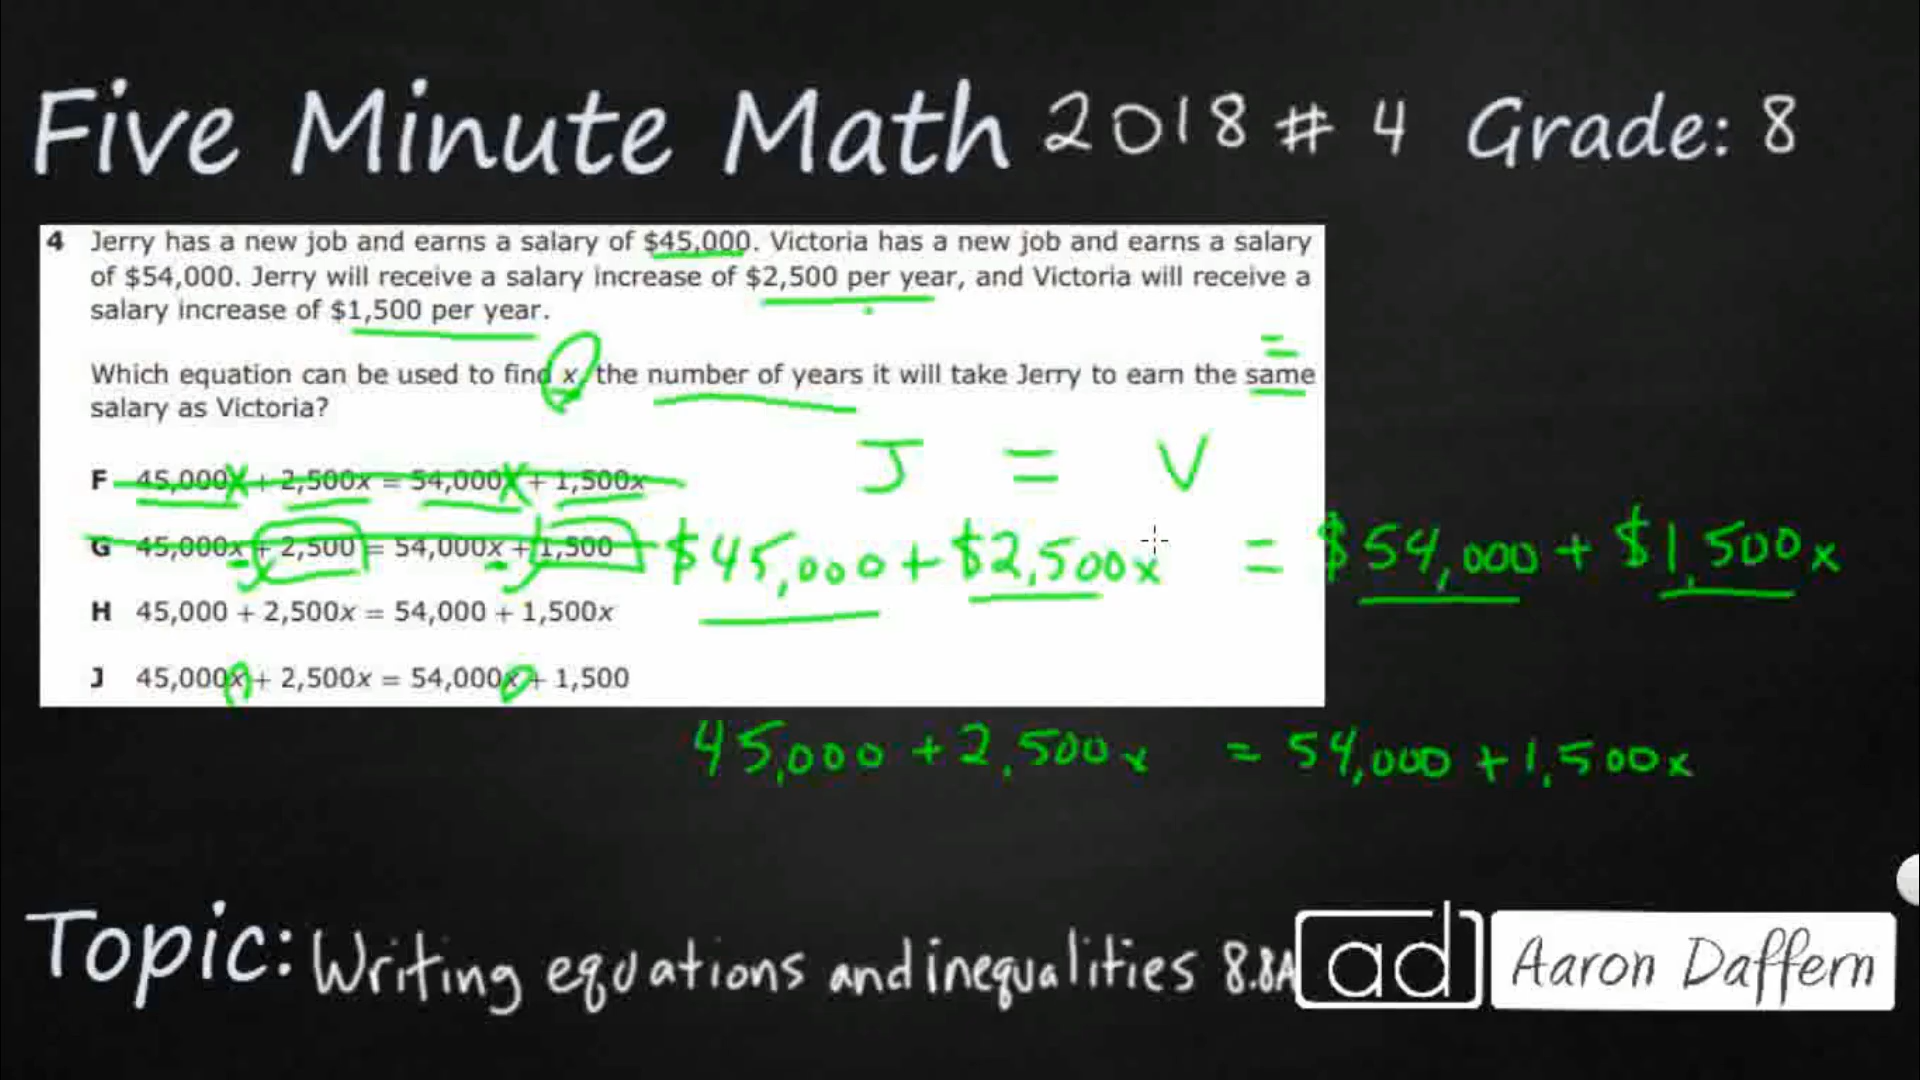 Five Minute Math 2018 # 4 Grade: 8
4 Jerry has a new job and earns a salary of $45,000. Victoria has a new job and earns a salary
of $54,000. Jerry will receive a salary increase of $2,500 per year, and Victoria will receive a
salary increase of $1,500 per year.
=
Which equation can be used to find x, the number of years it will take Jerry to earn the same
salary as Victoria?
J = V
F 45,000x + 2,500x = 54,000x + 1,500x
G 45,000x + 2,500 = 54,000x + 1,500
$45,000 + $2,500x = $54,000 + $1,500x
H 45,000 + 2,500x = 54,000 + 1,500x
J 45,000x + 2,500x = 54,000x + 1,500
45,000 + 2,500x = 54,000 + 1,500x
Topic: Writing equations and inequalities 8.8A
ad Aaron Daffern